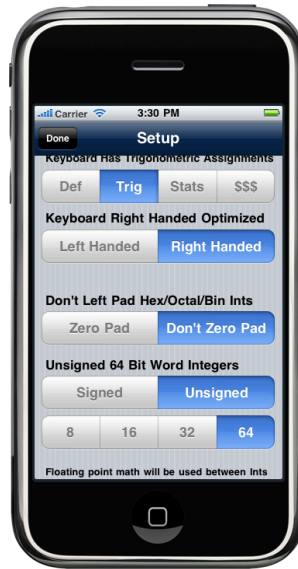 Carrier 3:30 PM
Done Setup
Keyboard Has Trigonometric Assignments
Def Trig Stats $$$
Keyboard Right Handed Optimized
Left Handed Right Handed
Don't Left Pad Hex/Octal/Bin Ints
Zero Pad Don't Zero Pad
Unsigned 64 Bit Word Integers
Signed Unsigned
8 16 32 64
Floating point math will be used between Ints